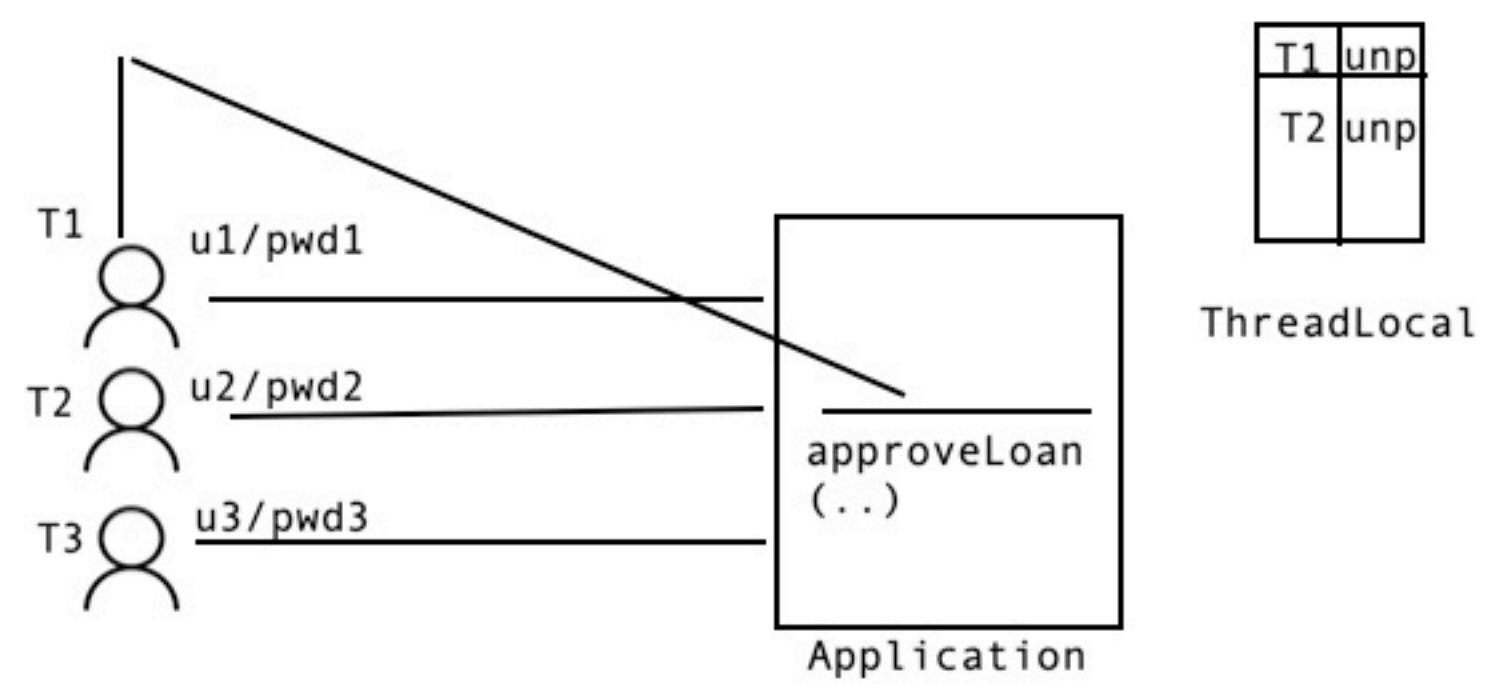 T1 unp
T2 unp
ThreadLocal
T1 u1/pwd1
T2 u2/pwd2
T3 u3/pwd3
approveLoan
(..)
Application